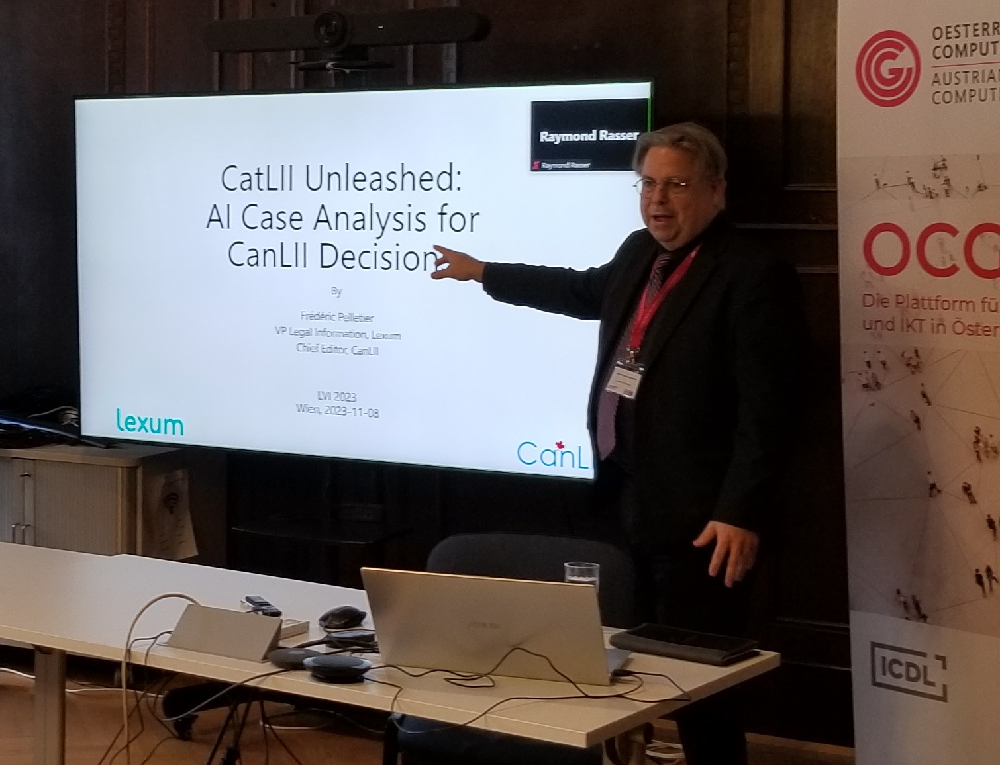 Raymond Rasser
Raymond Rasser
CatLII Unleashed:
AI Case Analysis for
CanLII Decision
By
Frédéric Pelletier
VP Legal Information, Lexum
Chief Editor, CanLII
LVI 2023
Wien, 2023-11-08
lexum
CanL
OESTERR
COMPUT
AUSTRIA
COMPUT
OCG
Die Plattform fü
und IKT in Öster
ICDL